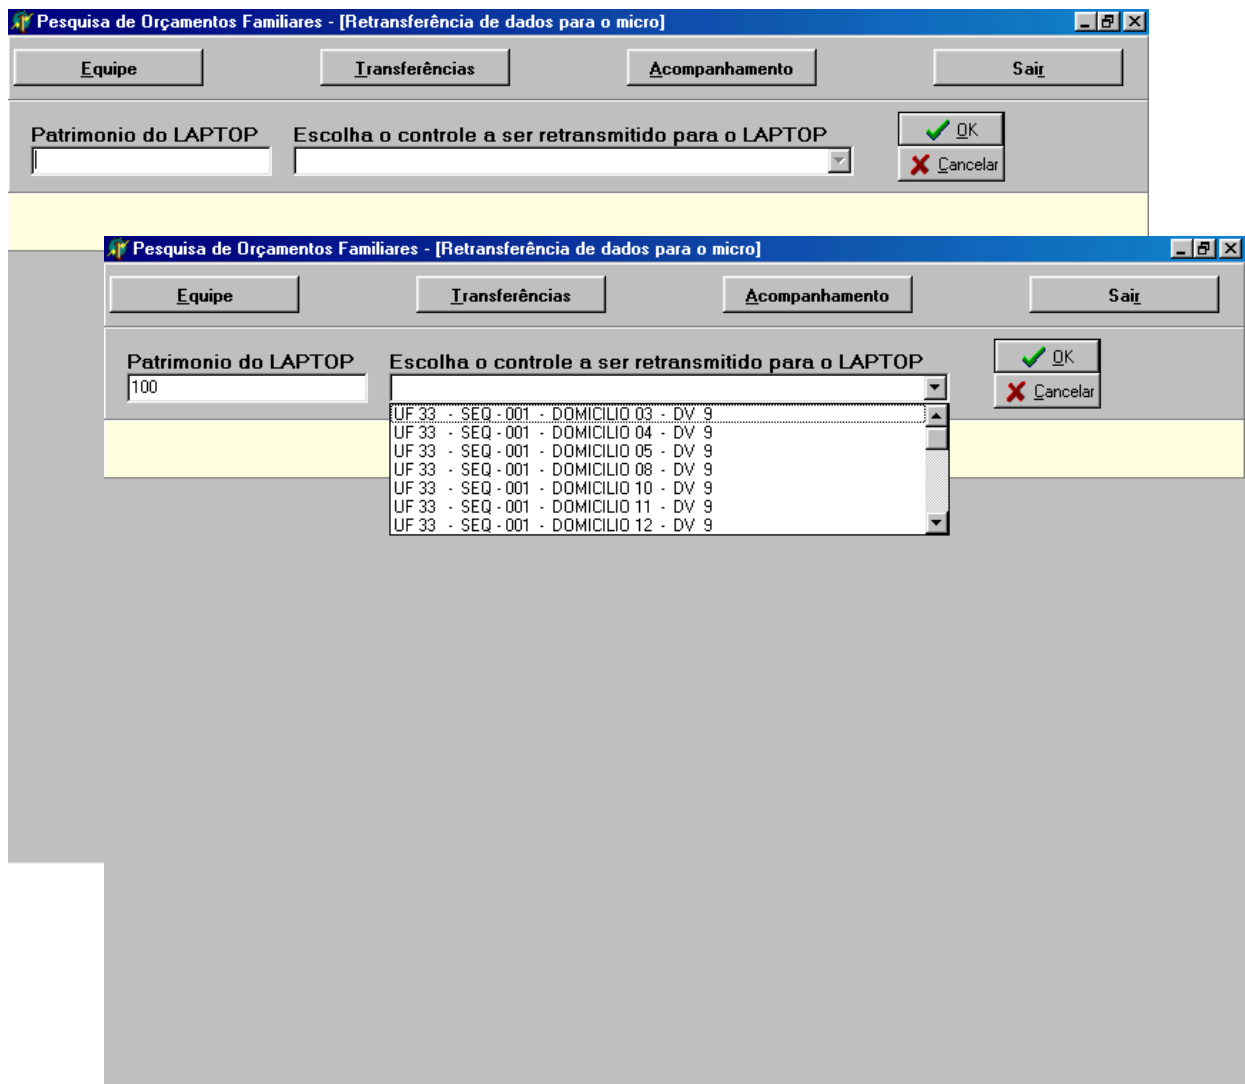 Pesquisa de Orçamentos Familiares - [Retransferência de dados para o micro]
Equipe Transferências Acompanhamento Sair
Patrimonio do LAPTOP Escolha o controle a ser retransmitido para o LAPTOP OK
Cancelar
Pesquisa de Orçamentos Familiares - [Retransferência de dados para o micro]
Equipe Transferências Acompanhamento Sair
Patrimonio do LAPTOP Escolha o controle a ser retransmitido para o LAPTOP OK
100 Cancelar
UF 33 - SEQ - 001 - DOMICILIO 03 - DV 9
UF 33 - SEQ - 001 - DOMICILIO 04 - DV 9
UF 33 - SEQ - 001 - DOMICILIO 05 - DV 9
UF 33 - SEQ - 001 - DOMICILIO 08 - DV 9
UF 33 - SEQ - 001 - DOMICILIO 10 - DV 9
UF 33 - SEQ - 001 - DOMICILIO 11 - DV 9
UF 33 - SEQ - 001 - DOMICILIO 12 - DV 9